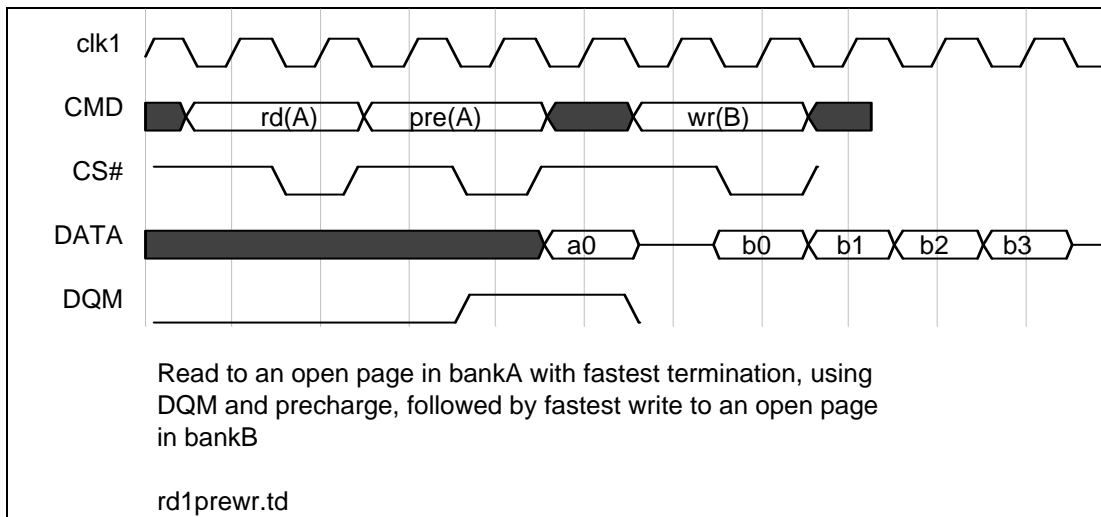 clk1
CMD rd(A) pre(A) wr(B)
CS#
DATA a0 b0 b1 b2 b3
DQM
Read to an open page in bankA with fastest termination, using
DQM and precharge, followed by fastest write to an open page
in bankB
rd1prewr.td